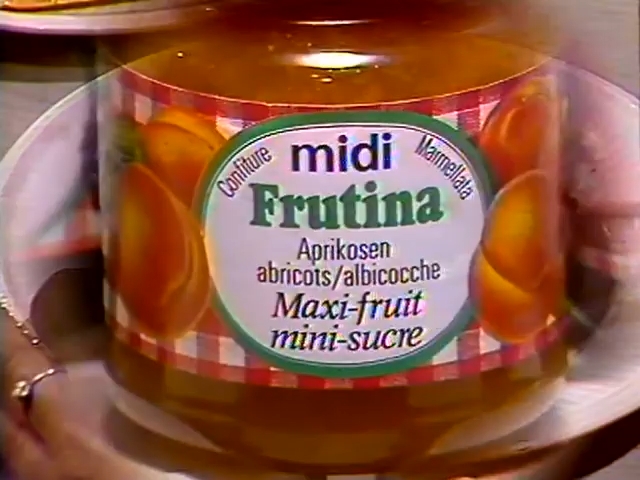 midi
Confiture
Marmellata
Frutina
Aprikosen
abricots/albicocche
Maxi-fruit
mini-sucre